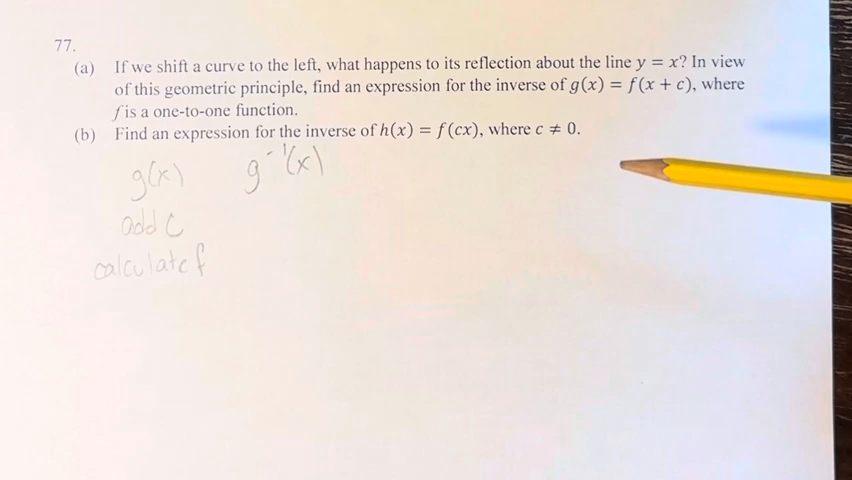 77.
(a) If we shift a curve to the left, what happens to its reflection about the line y = x? In view
of this geometric principle, find an expression for the inverse of g(x) = f(x + c), where
f is a one-to-one function.
(b) Find an expression for the inverse of h(x) = f(cx), where c ≠ 0.
g(x) g⁻¹(x)
add c
calculate f